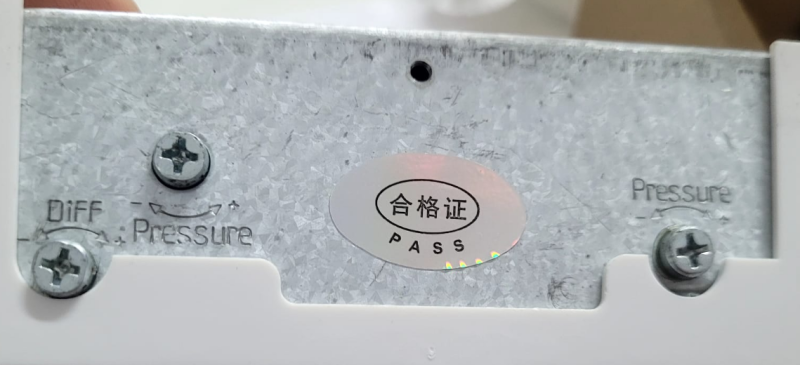 DiFF
- +
- +
Pressure
合格证
PASS
Pressure
- +